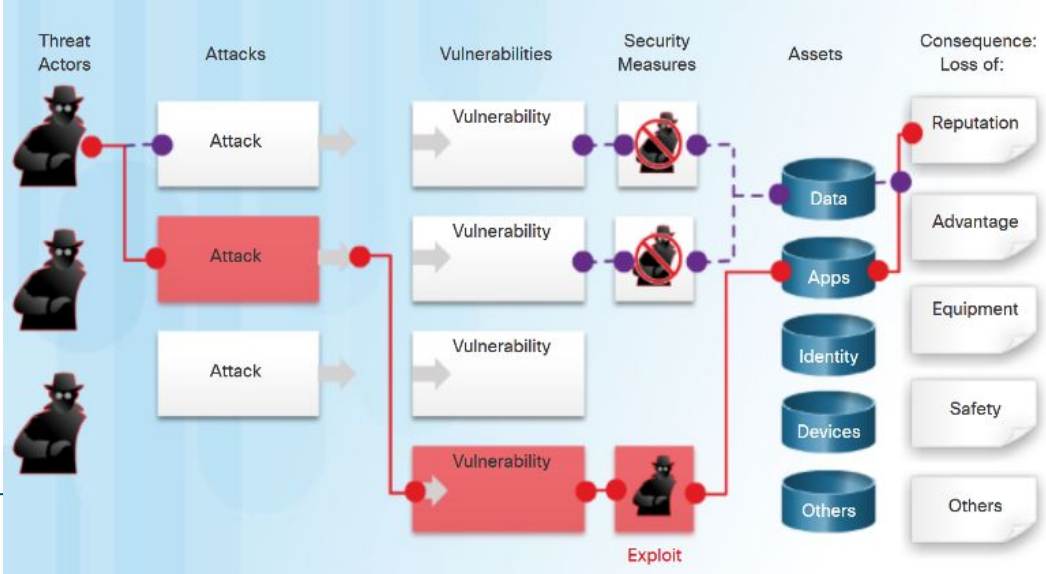 Threat
Actors
Attacks
Vulnerabilities
Security
Measures
Assets
Consequence:
Loss of:
Attack
Vulnerability
Reputation
Data
Attack
Vulnerability
Advantage
Apps
Equipment
Attack
Vulnerability
Identity
Safety
Devices
Vulnerability
Others
Others
Exploit